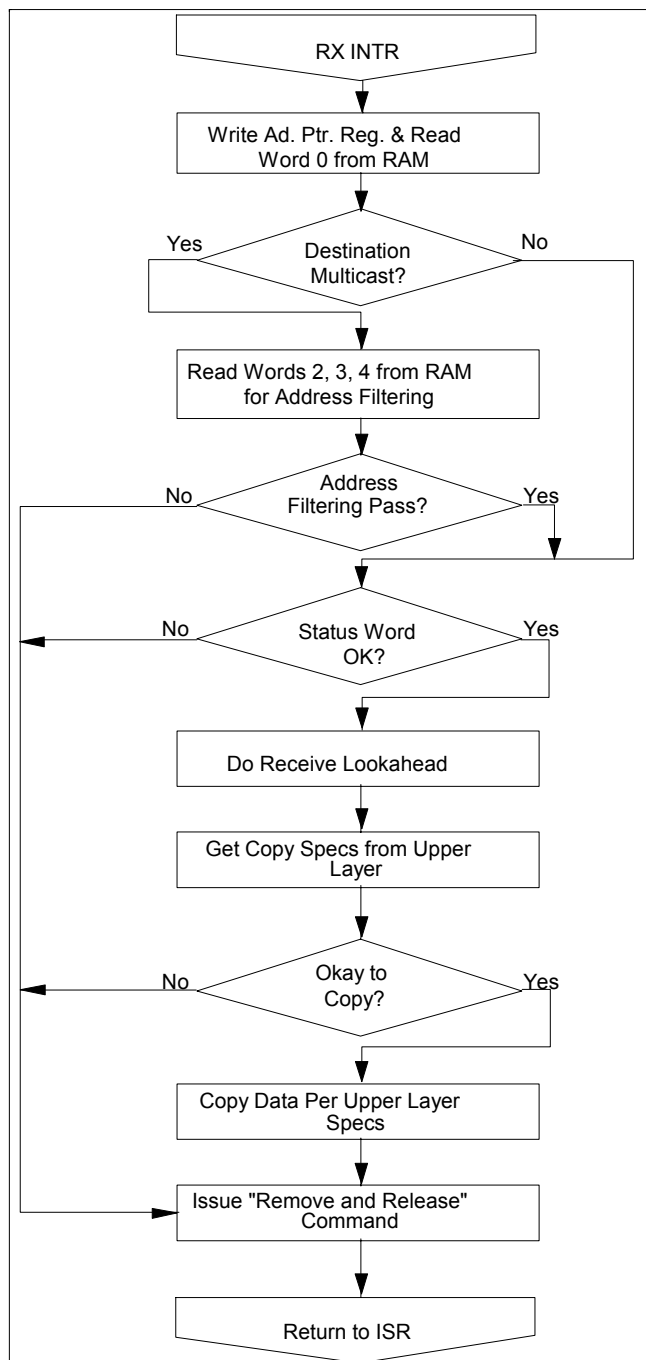 RX INTR
Write Ad. Ptr. Reg. & Read
Word 0 from RAM
Yes
No
Destination
Multicast?
Read Words 2, 3, 4 from RAM
for Address Filtering
No
Address
Filtering Pass?
Yes
No
Status Word
OK?
Yes
Do Receive Lookahead
Get Copy Specs from Upper
Layer
No
Okay to
Copy?
Yes
Copy Data Per Upper Layer
Specs
Issue "Remove and Release"
Command
Return to ISR